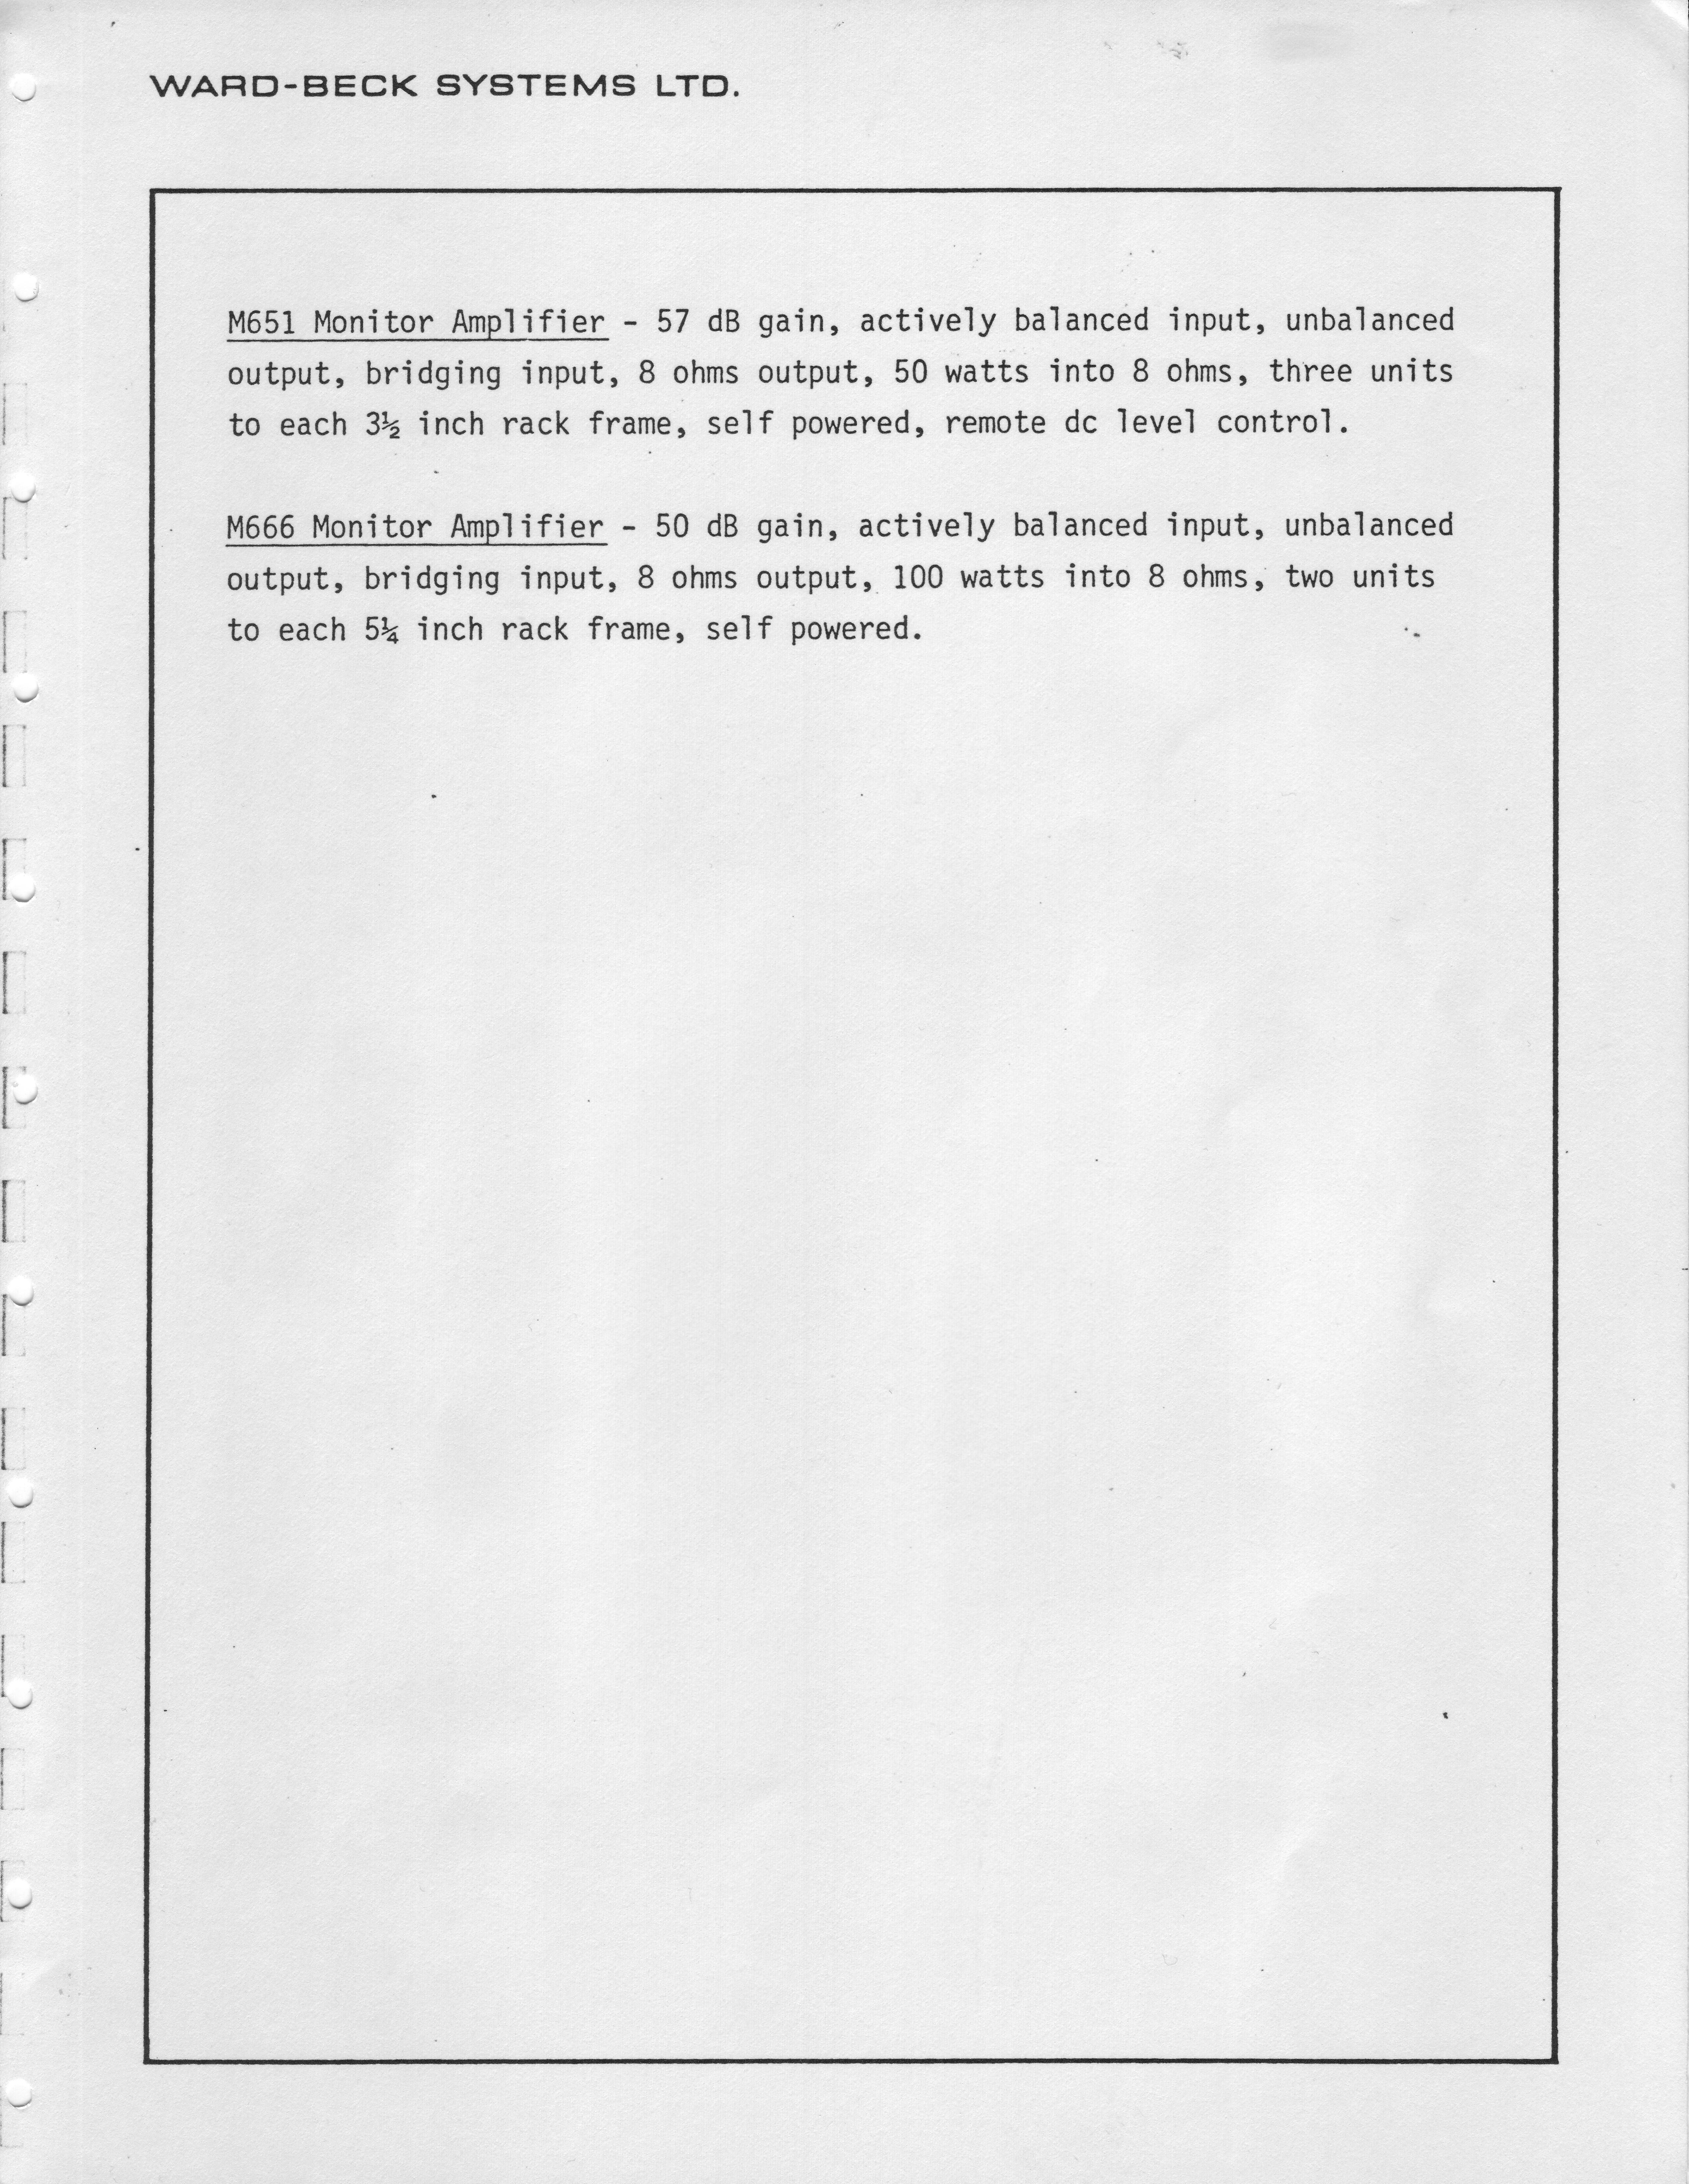 WARD-BECK SYSTEMS LTD.
M651 Monitor Amplifier - 57 dB gain, actively balanced input, unbalanced
output, bridging input, 8 ohms output, 50 watts into 8 ohms, three units
to each 3½ inch rack frame, self powered, remote dc level control.
M666 Monitor Amplifier - 50 dB gain, actively balanced input, unbalanced
output, bridging input, 8 ohms output, 100 watts into 8 ohms, two units
to each 5¼ inch rack frame, self powered.